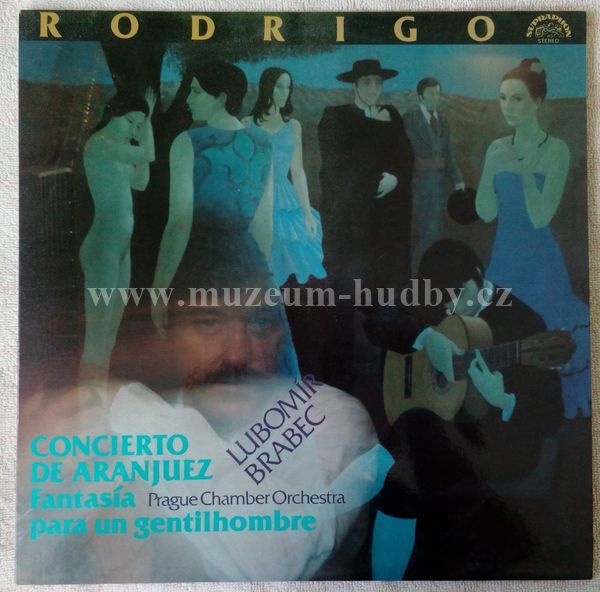 RODRIGO
SUPRAPHON
STEREO
www.muzeum-hudby.cz
LUBOMÍR
BRABEC
CONCIERTO
DE ARANJUEZ
Fantasía Prague Chamber Orchestra
para un gentilhombre